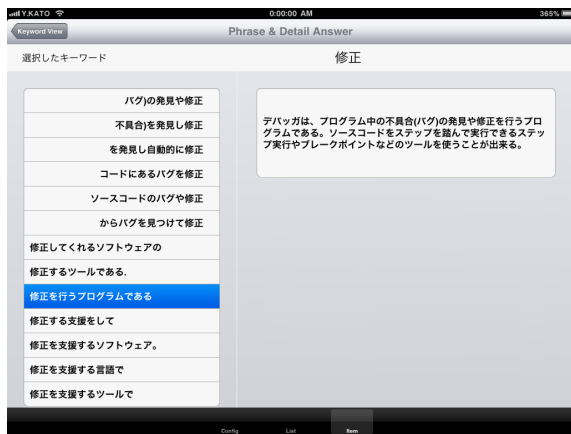 Y.KATO
0:00:00 AM
365%
Keyword View
Phrase & Detail Answer
選択したキーワード
修正
バグ)の発見や修正
不具合)を発見し修正
を発見し自動的に修正
コードにあるバグを修正
ソースコードのバグや修正
からバグを見つけて修正
修正してくれるソフトウェアの
修正するツールである.
修正を行うプログラムである
修正する支援をして
修正を支援するソフトウェア。
修正を支援する言語で
修正を支援するツールで
デバッガは、プログラム中の不具合(バグ)の発見や修正を行うプロ
グラムである。ソースコードをステップを踏んで実行できるステッ
プ実行やブレークポイントなどのツールを使うことが出来る。
Config
List
Item